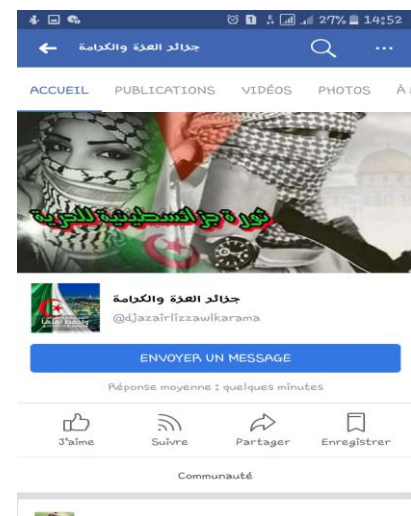 27% 14:52
جزائر العزة والكرامة
ACCUEIL PUBLICATIONS VIDÉOS PHOTOS À
ثورة جزائسطينية للحرية
جزائر العزة والكرامة
@djazairlizzawlkarama
ENVOYER UN MESSAGE
Réponse moyenne : quelques minutes
J'aime Suivre Partager Enregistrer
Communauté